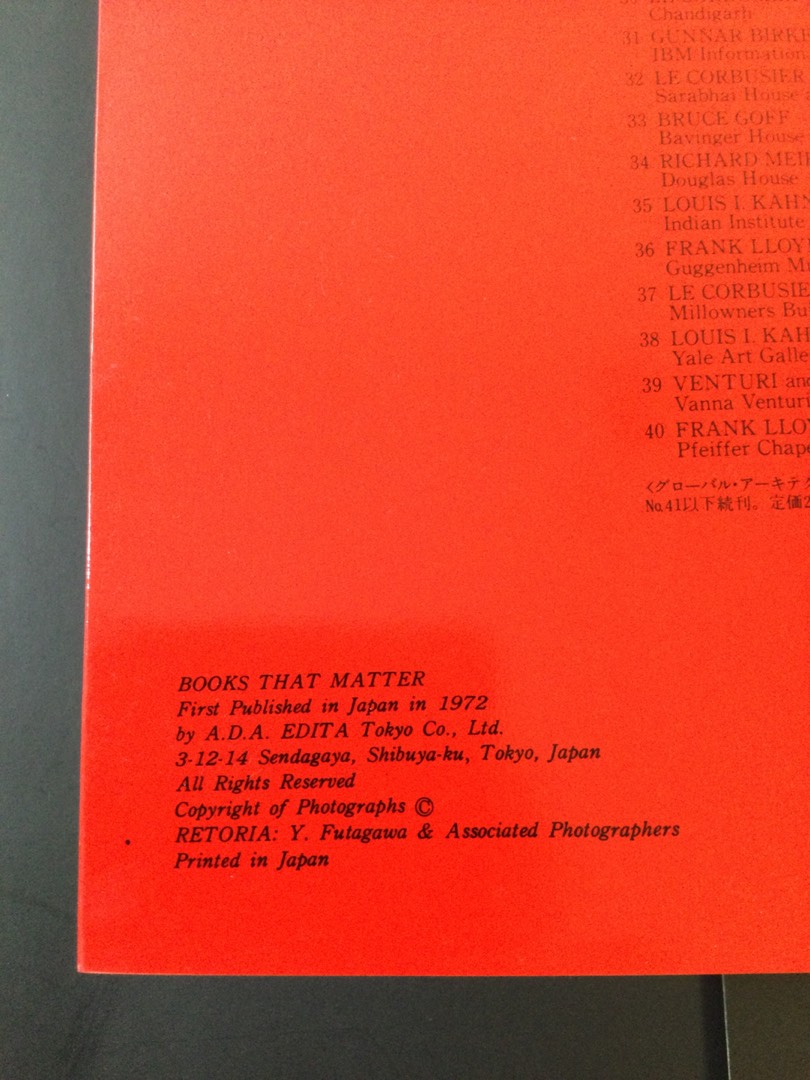 Chandigarh
31 GUNNAR BIRKE
IBM Information
32 LE CORBUSIER
Sarabhai House
33 BRUCE GOFF
Bavinger House
34 RICHARD MEI
Douglas House
35 LOUIS I. KAHN
Indian Institute
36 FRANK LLOY
Guggenheim M
37 LE CORBUSIE
Millowners Bu
38 LOUIS I. KAH
Yale Art Galle
39 VENTURI and
Vanna Venturi
40 FRANK LLO
Pfeiffer Chape
〈グローバル・アーキテク
No.41以下続刊。定価2
BOOKS THAT MATTER
First Published in Japan in 1972
by A.D.A. EDITA Tokyo Co., Ltd.
3-12-14 Sendagaya, Shibuya-ku, Tokyo, Japan
All Rights Reserved
Copyright of Photographs ©
RETORIA: Y. Futagawa & Associated Photographers
Printed in Japan